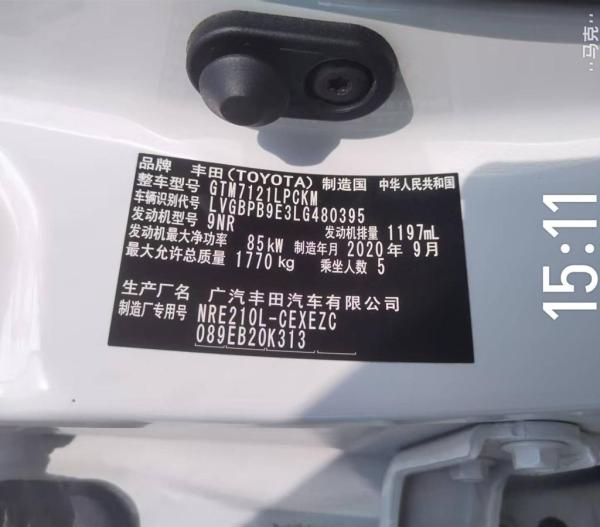 品牌 丰田(TOYOTA) 制造国 中华人民共和国
整车型号 GTM7121LPCKM
车辆识别代号 LVGBPB9E3LG480395
发动机型号 9NR 发动机排量 1197mL
发动机最大净功率 85kW 制造年月 2020年9月
最大允许总质量 1770kg 乘坐人数 5
生产厂名 广汽丰田汽车有限公司
制造厂专用号 NRE210L-CEXEZC
089EB20K313
马克
15:11